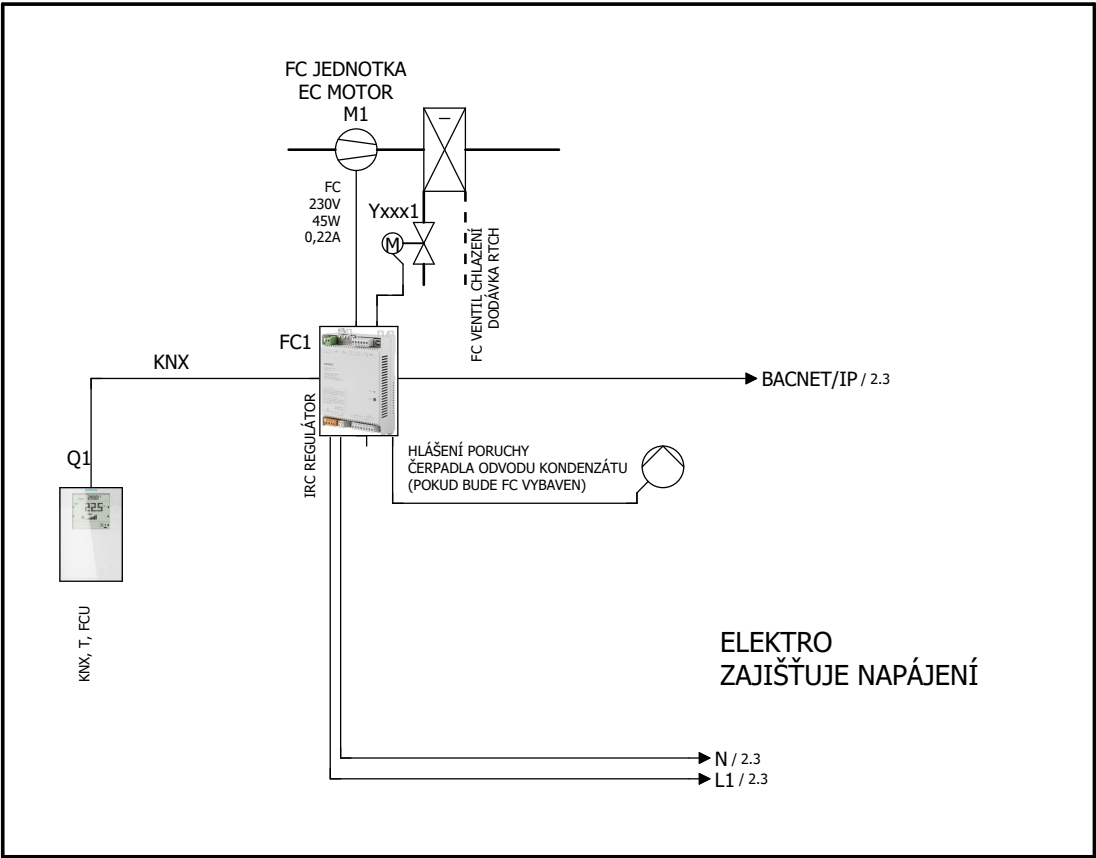 FC JEDNOTKA
EC MOTOR
M1
FC
230V
45W
0,22A
Yxxx1
M
FC VENTIL CHLAZENÍ
DODÁVKA RTCH
FC1
KNX
BACNET/IP / 2.3
IRC REGULÁTOR
HLÁŠENÍ PORUCHY
ČERPADLA ODVODU KONDENZÁTU
(POKUD BUDE FC VYBAVEN)
Q1
22.5
KNX, T, FCU
ELEKTRO
ZAJIŠŤUJE NAPÁJENÍ
N / 2.3
L1 / 2.3